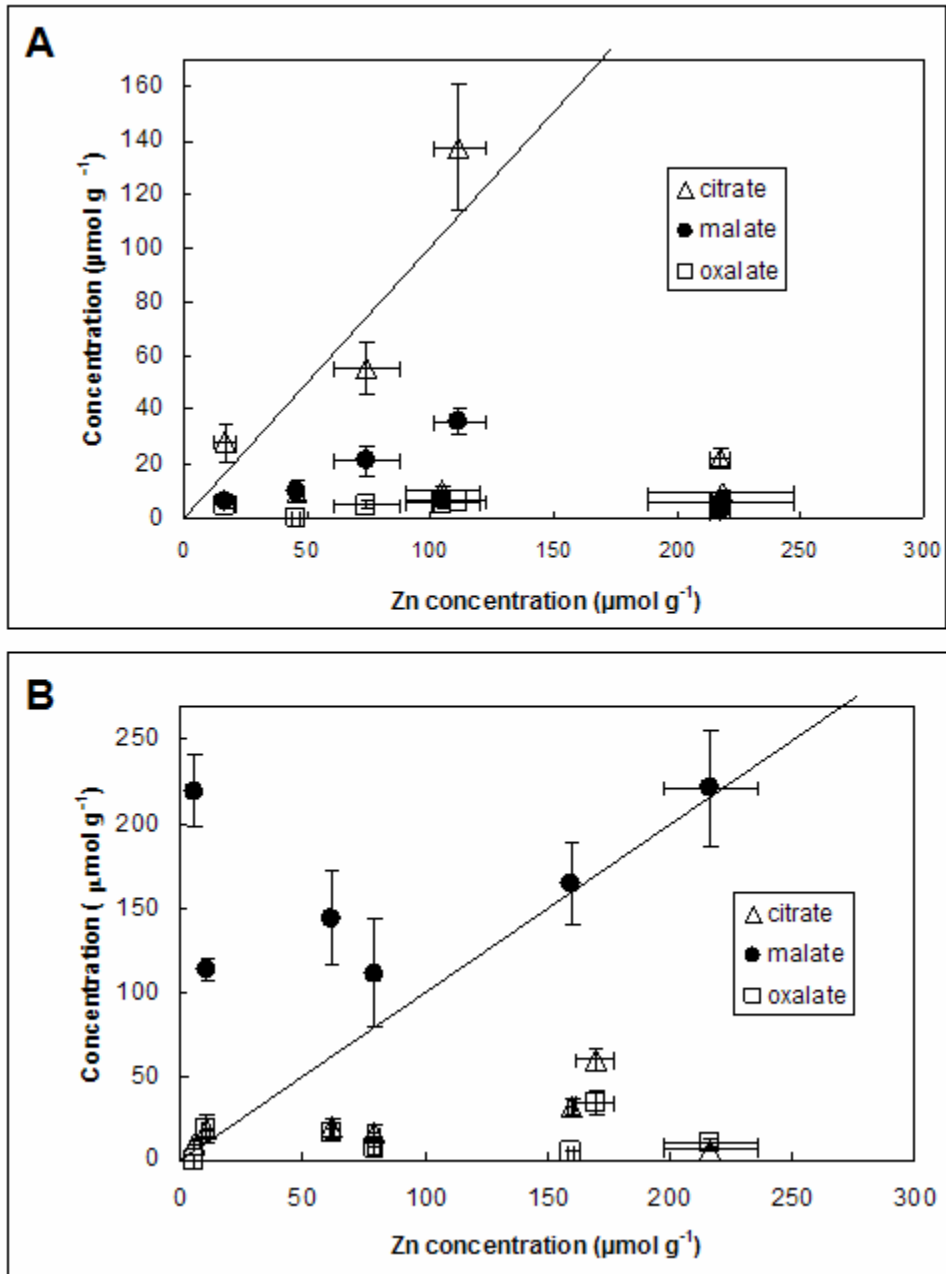 A
160
140
120
100
80
60
40
20
0
Concentration (µmol g⁻¹)
citrate
malate
oxalate
0 50 100 150 200 250 300
Zn concentration (µmol g⁻¹)
B
250
200
150
100
50
0
Concentration ( µmol g⁻¹)
citrate
malate
oxalate
0 50 100 150 200 250 300
Zn concentration (µmol g⁻¹)